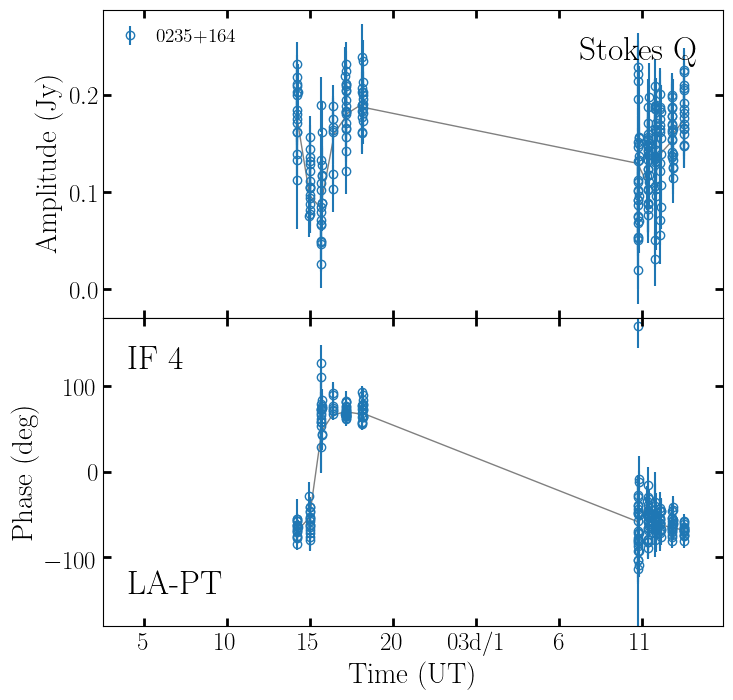 0235+164
Stokes Q
0.2
0.1
0.0
Amplitude (Jy)
IF 4
100
0
−100
Phase (deg)
LA-PT
5 10 15 20 03d/1 6 11
Time (UT)